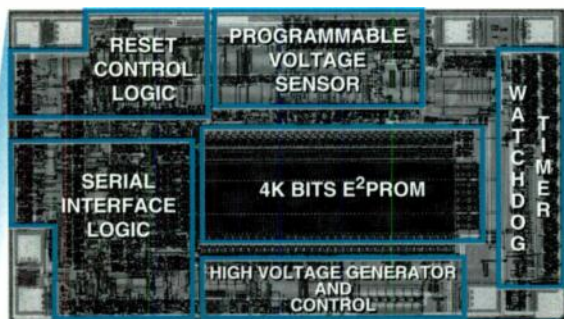 RESET
CONTROL
LOGIC
PROGRAMMABLE
VOLTAGE
SENSOR
SERIAL
INTERFACE
LOGIC
4K BITS E²PROM
WATCHDOG
TIMER
HIGH VOLTAGE GENERATOR
AND
CONTROL